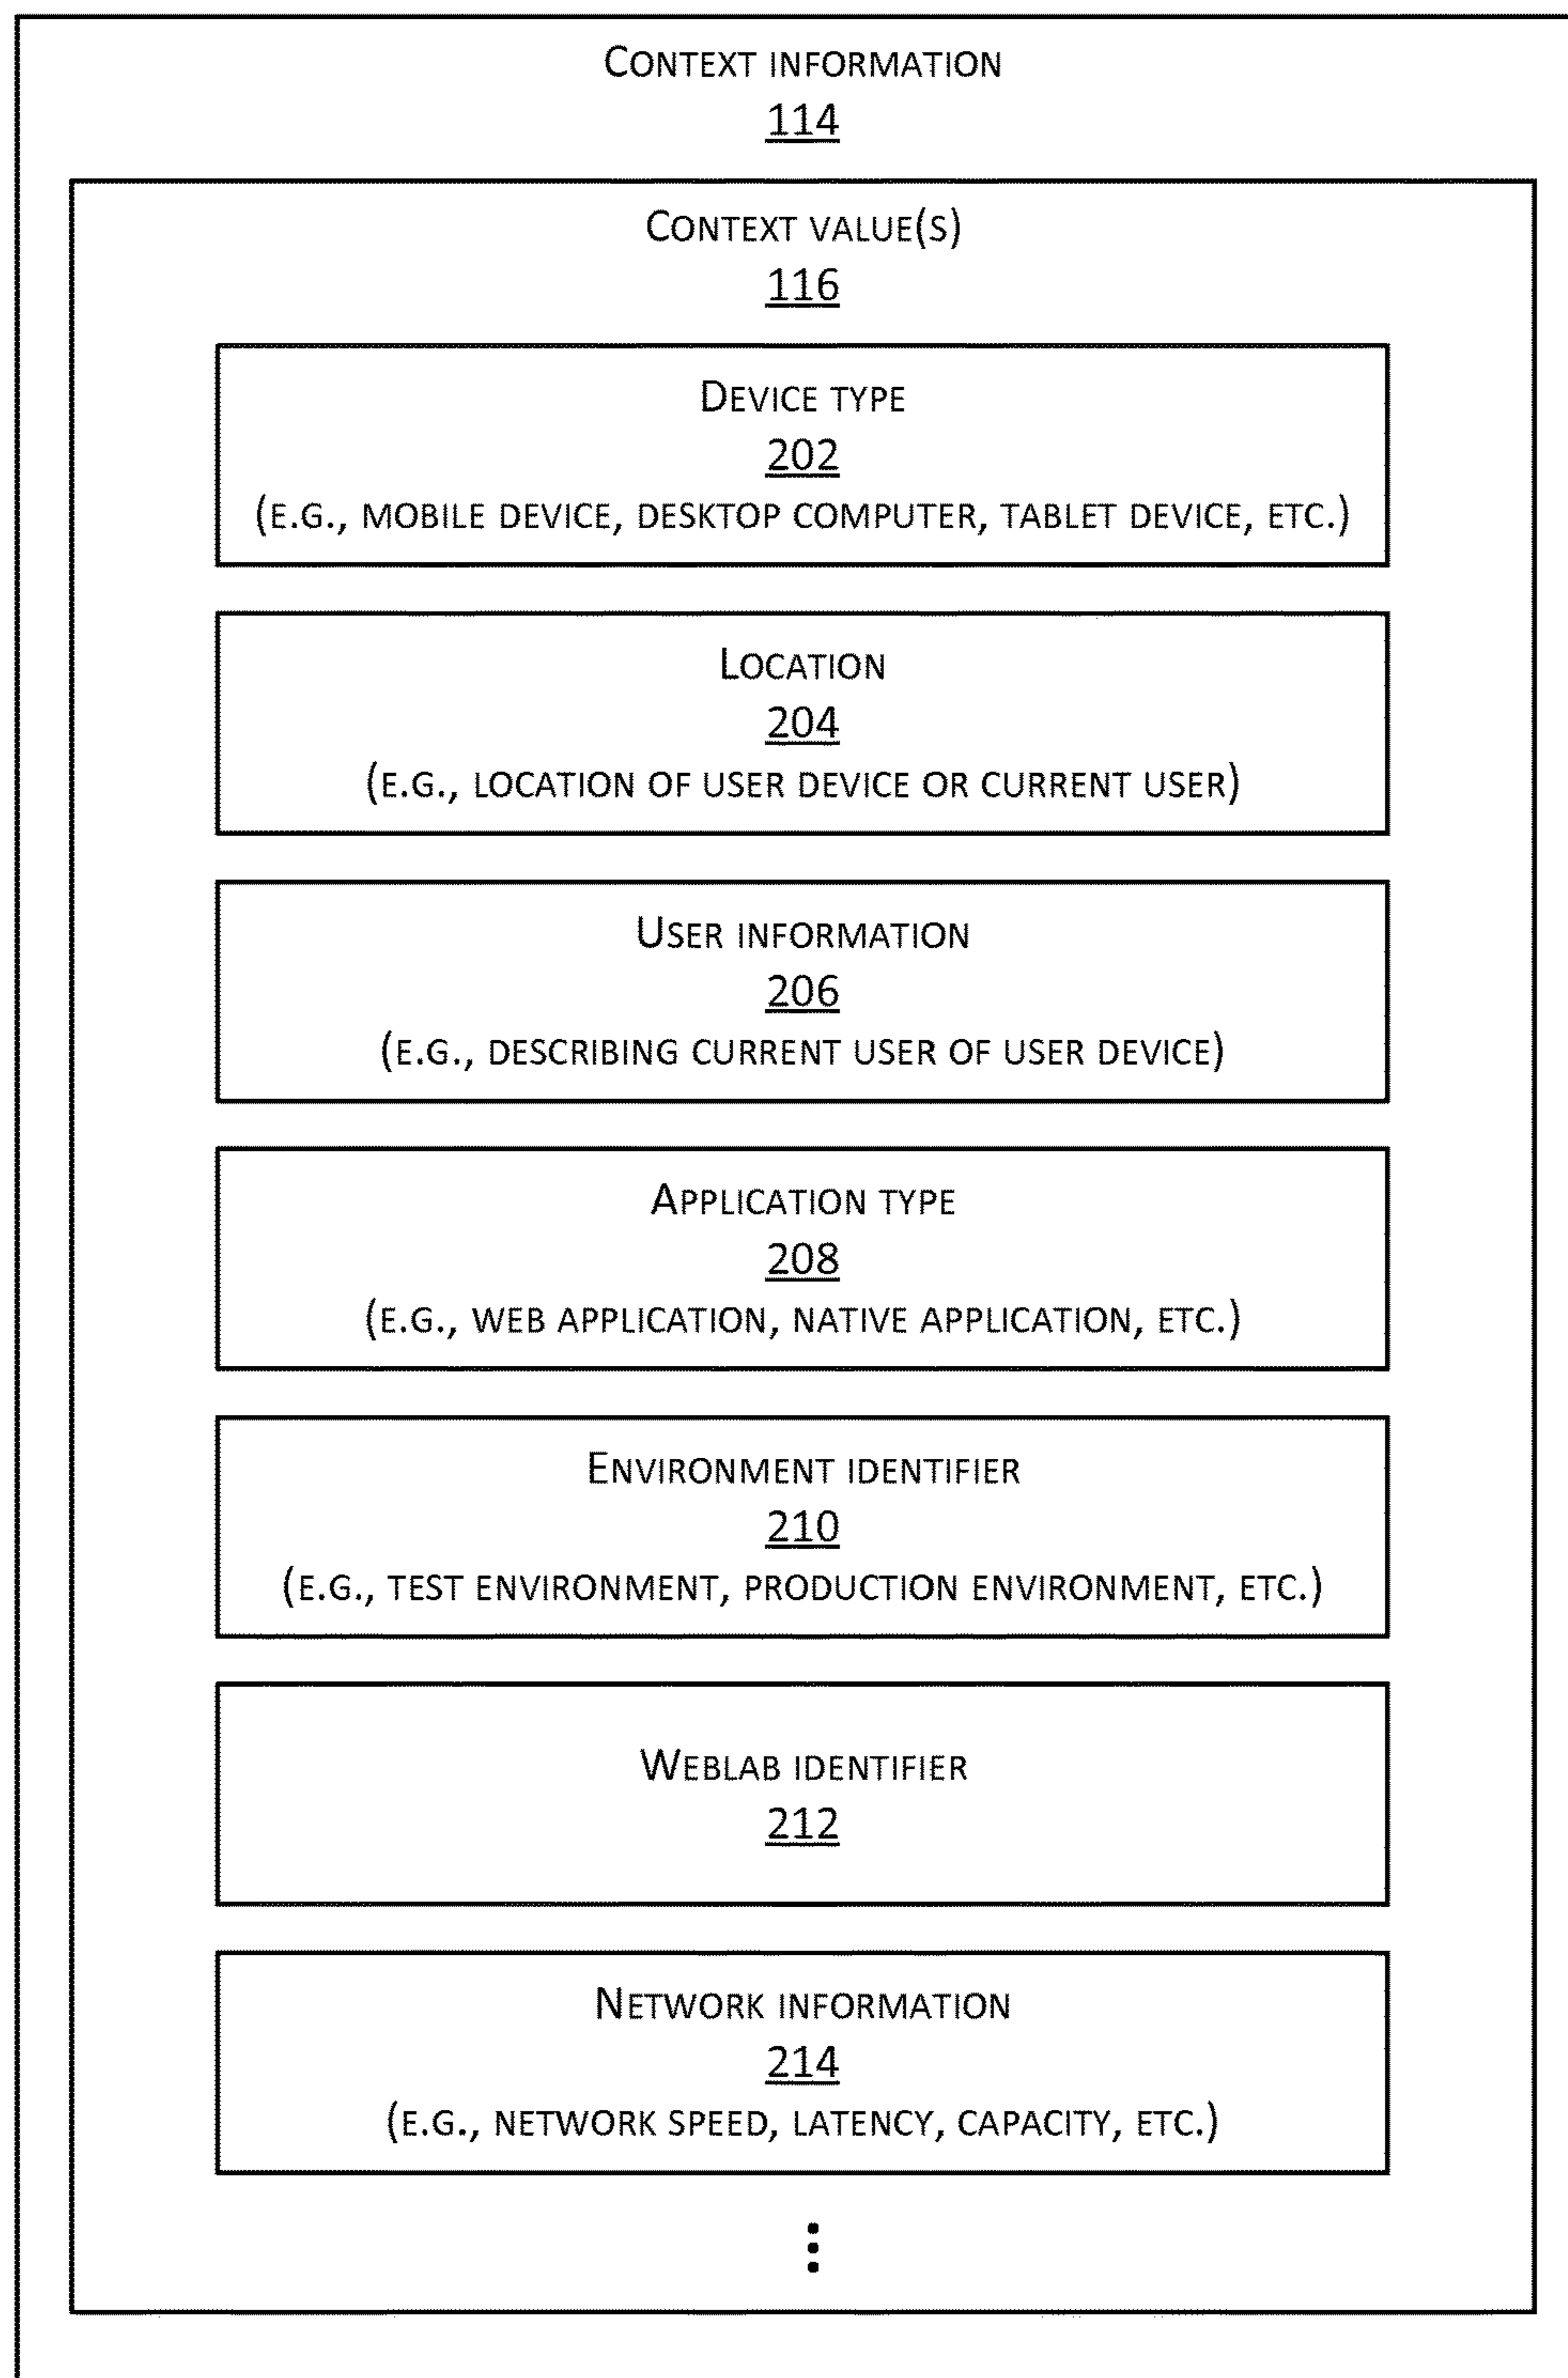 Context information
114
Context value(s)
116
Device type
202
(e.g., mobile device, desktop computer, tablet device, etc.)
Location
204
(e.g., location of user device or current user)
User information
206
(e.g., describing current user of user device)
Application type
208
(e.g., web application, native application, etc.)
Environment identifier
210
(e.g., test environment, production environment, etc.)
Weblab identifier
212
Network information
214
(e.g., network speed, latency, capacity, etc.)